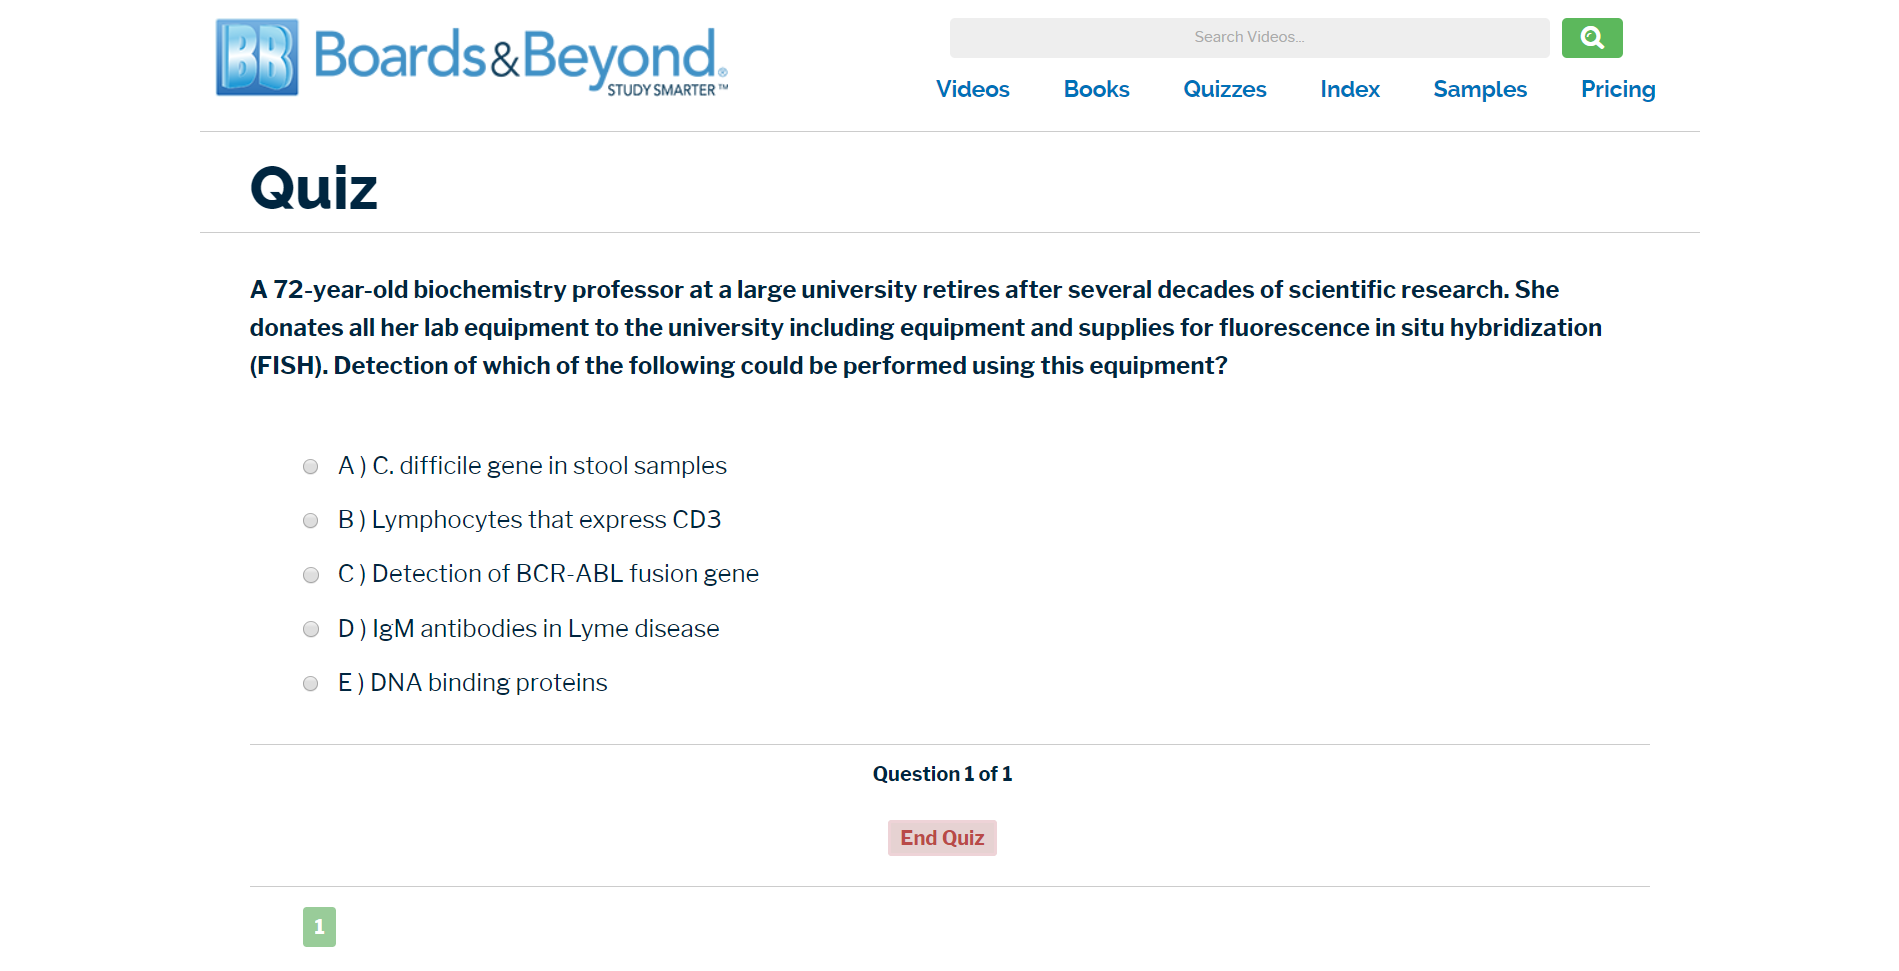 BB Boards&Beyond®
STUDY SMARTER™
Search Videos...
Videos Books Quizzes Index Samples Pricing
Quiz
A 72-year-old biochemistry professor at a large university retires after several decades of scientific research. She
donates all her lab equipment to the university including equipment and supplies for fluorescence in situ hybridization
(FISH). Detection of which of the following could be performed using this equipment?
A ) C. difficile gene in stool samples
B ) Lymphocytes that express CD3
C ) Detection of BCR-ABL fusion gene
D ) IgM antibodies in Lyme disease
E ) DNA binding proteins
Question 1 of 1
End Quiz
1